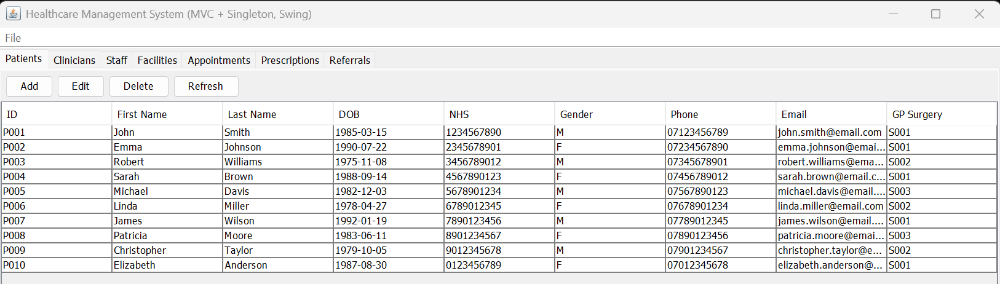 Healthcare Management System (MVC + Singleton, Swing)
File
Patients Clinicians Staff Facilities Appointments Prescriptions Referrals
Add Edit Delete Refresh
ID First Name Last Name DOB NHS Gender Phone Email GP Surgery
P001 John Smith 1985-03-15 1234567890 M 07123456789 john.smith@email.com S001
P002 Emma Johnson 1990-07-22 2345678901 F 07234567890 emma.johnson@emai... S001
P003 Robert Williams 1975-11-08 3456789012 M 07345678901 robert.williams@ema... S002
P004 Sarah Brown 1988-09-14 4567890123 F 07456789012 sarah.brown@email.c... S001
P005 Michael Davis 1982-12-03 5678901234 M 07567890123 michael.davis@email.... S003
P006 Linda Miller 1978-04-27 6789012345 F 07678901234 linda.miller@email.com S002
P007 James Wilson 1992-01-19 7890123456 M 07789012345 james.wilson@email.... S001
P008 Patricia Moore 1983-06-11 8901234567 F 07890123456 patricia.moore@emai... S003
P009 Christopher Taylor 1979-10-05 9012345678 M 07901234567 christopher.taylor@e... S002
P010 Elizabeth Anderson 1987-08-30 0123456789 F 07012345678 elizabeth.anderson@... S001